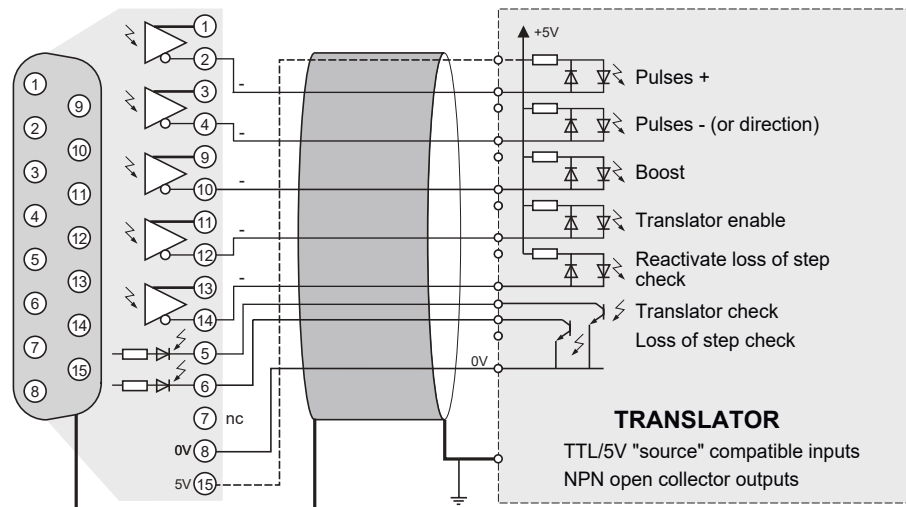 1
2
3
4
5
6
7
8
9
10
11
12
13
14
15
1
2
-
3
4
-
9
10
-
11
12
-
13
14
-
5
6
7 nc
0V 8
5V 15
+5V
Pulses +
Pulses - (or direction)
Boost
Translator enable
Reactivate loss of step
check
Translator check
Loss of step check
0V
TRANSLATOR
TTL/5V "source" compatible inputs
NPN open collector outputs